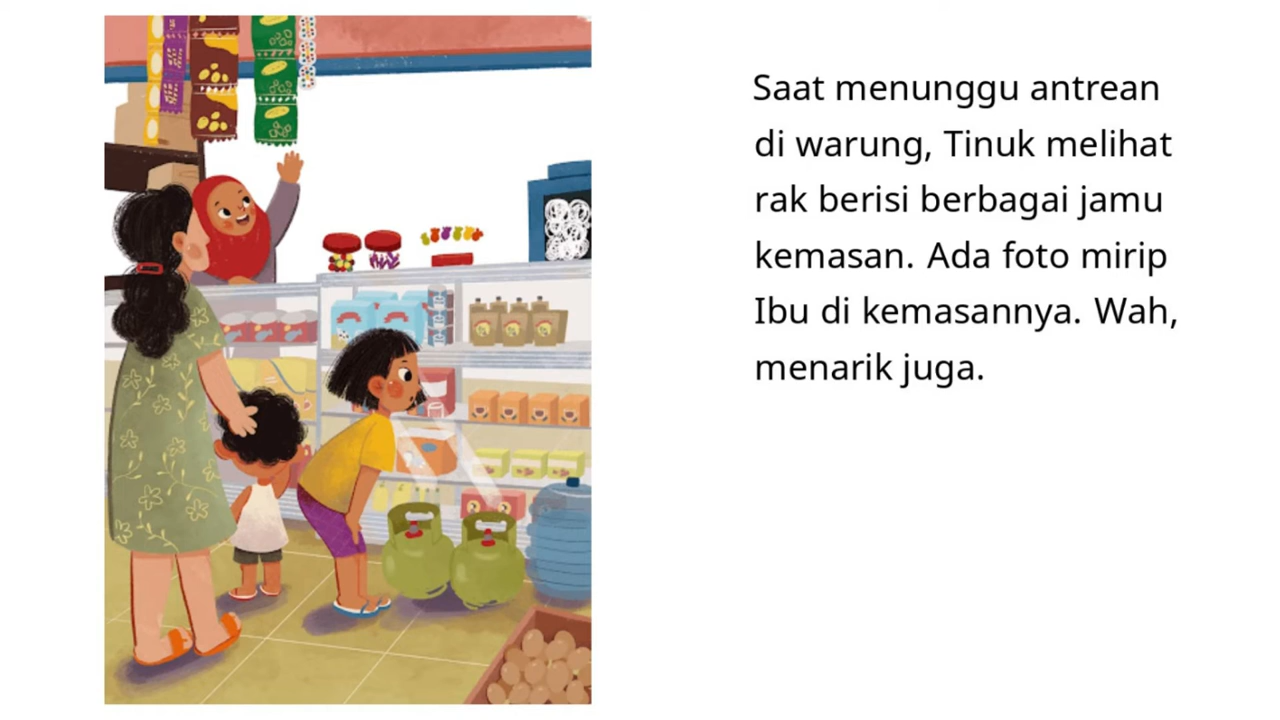 Saat menunggu antrean
di warung, Tinuk melihat
rak berisi berbagai jamu
kemasan. Ada foto mirip
Ibu di kemasannya. Wah,
menarik juga.